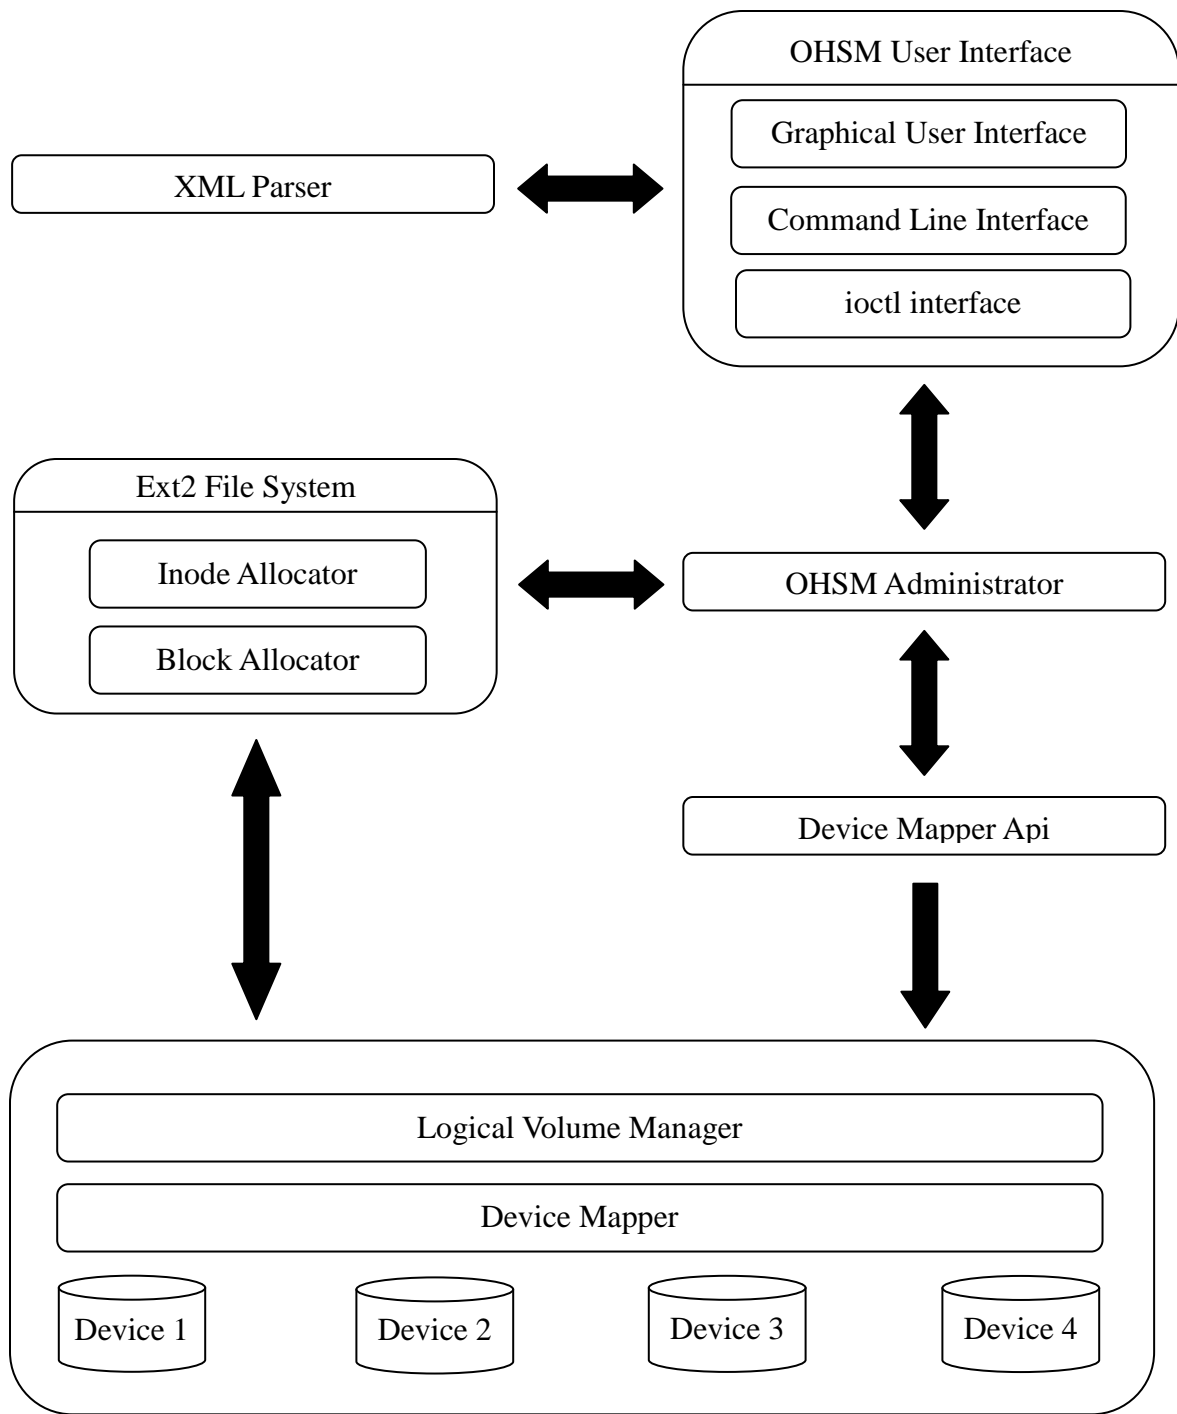 OHSM User Interface
Graphical User Interface
XML Parser
Command Line Interface
ioctl interface
Ext2 File System
Inode Allocator
OHSM Administrator
Block Allocator
Device Mapper Api
Logical Volume Manager
Device Mapper
Device 1
Device 2
Device 3
Device 4